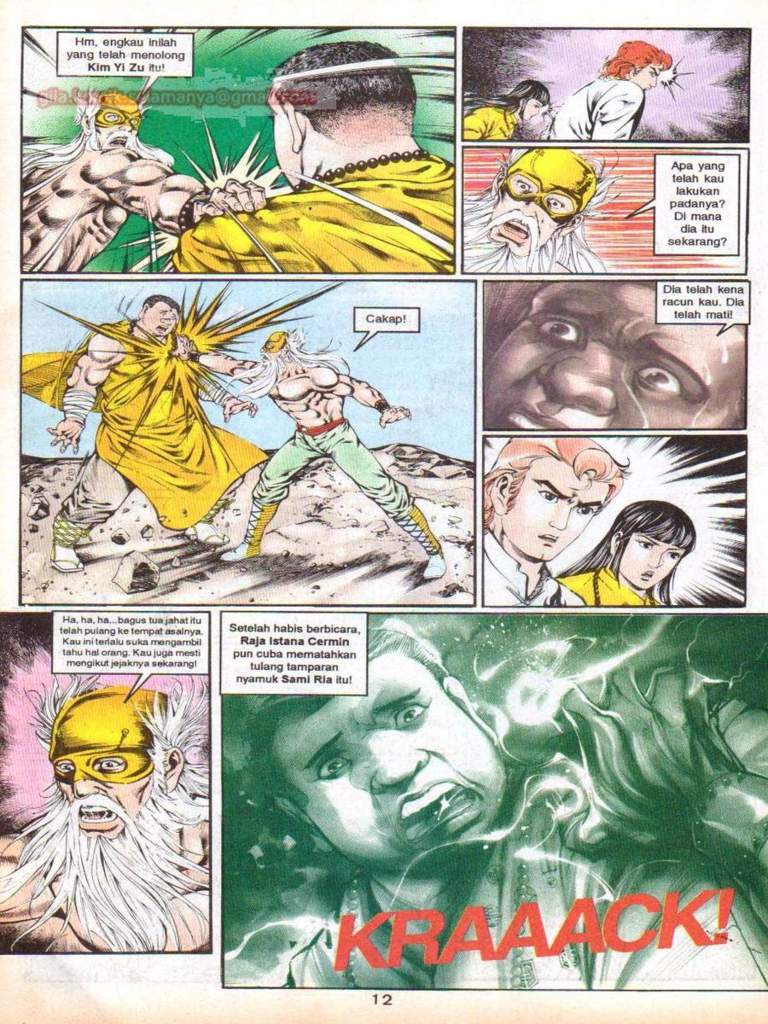 Hm, engkau inilah
yang telah menolong
Kim Yi Zu itu!
Apa yang
telah kau
lakukan
padanya?
Di mana
dia itu
sekarang?
Cakap!
Dia telah kena
racun kau. Dia
telah mati!
Ha, ha, ha...bagus tua jahat itu
telah pulang ke tempat asalnya.
Kau ini terlalu suka mengambil
tahu hal orang. Kau juga mesti
mengikut jejaknya sekarang!
Setelah habis berbicara,
Raja Istana Cermin
pun cuba mematahkan
tulang tamparan
nyamuk Sami Ria itu!
KRAAACK!
12